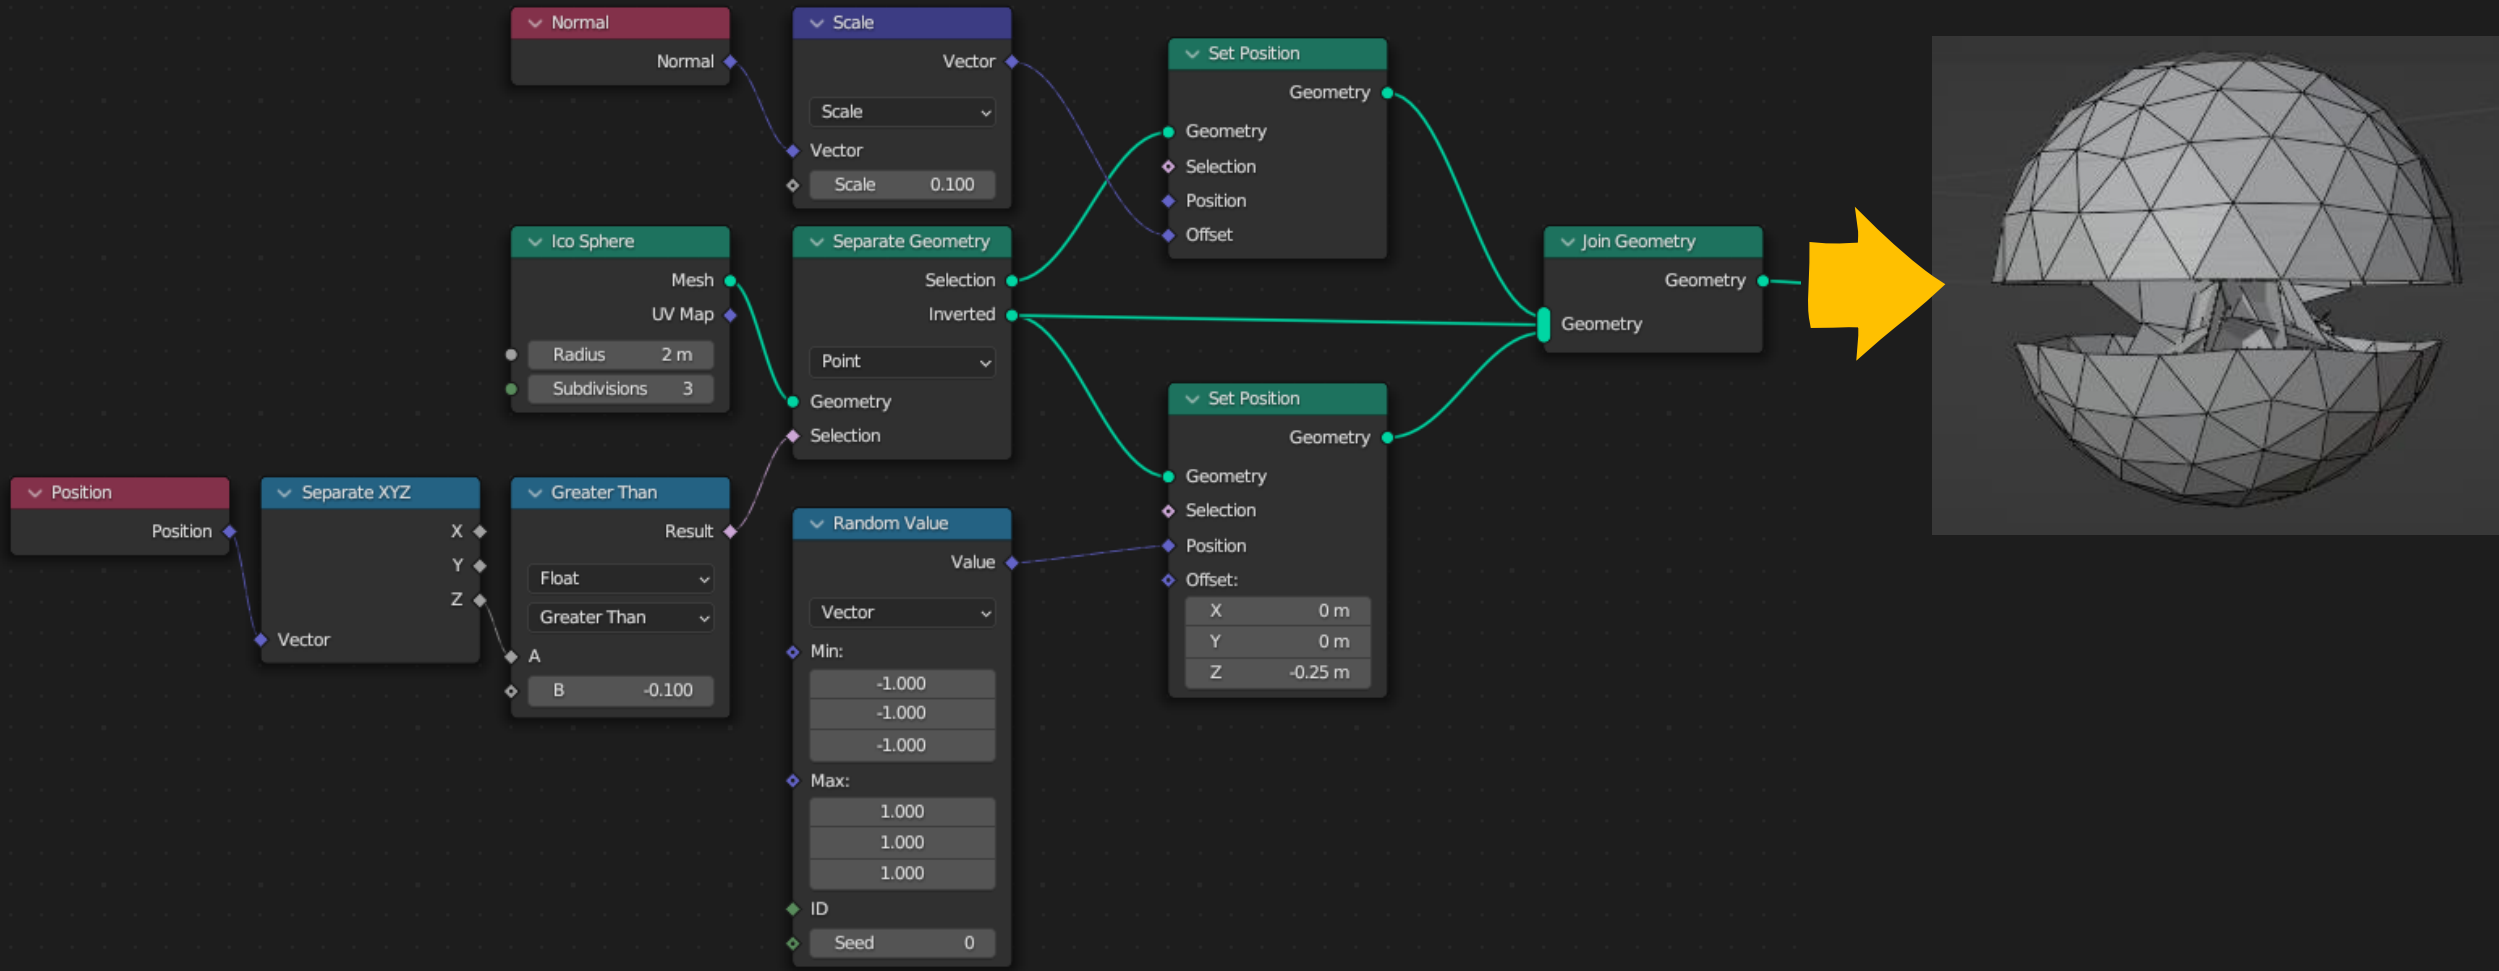 Normal
Normal
Scale
Vector
Scale
Vector
Scale 0.100
Set Position
Geometry
Geometry
Selection
Position
Offset
Ico Sphere
Mesh
UV Map
Radius 2 m
Subdivisions 3
Separate Geometry
Selection
Inverted
Point
Geometry
Selection
Join Geometry
Geometry
Geometry
Position
Position
Separate XYZ
X
Y
Z
Vector
Greater Than
Result
Float
Greater Than
A
B -0.100
Random Value
Value
Vector
Min:
-1.000
-1.000
-1.000
Max:
1.000
1.000
1.000
ID
Seed 0
Set Position
Geometry
Geometry
Selection
Position
Offset:
X 0 m
Y 0 m
Z -0.25 m